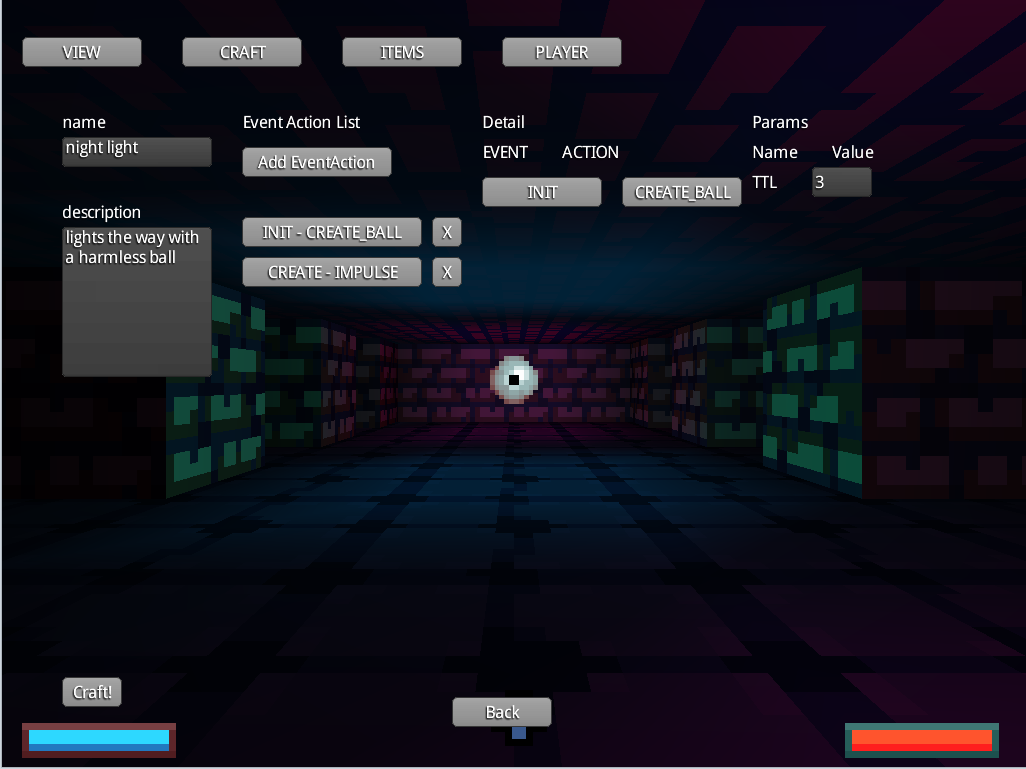 VIEW CRAFT ITEMS PLAYER
name
night light
description
lights the way with
a harmless ball
Event Action List
Add EventAction
INIT - CREATE_BALL X
CREATE - IMPULSE X
Detail
EVENT ACTION
INIT CREATE_BALL
Params
Name Value
TTL 3
Craft!
Back